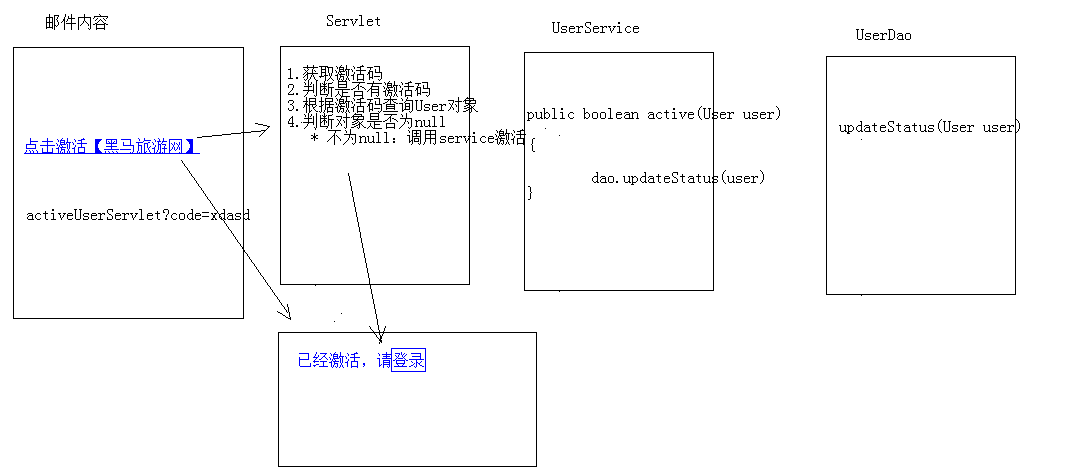 邮件内容
点击激活【黑马旅游网】
activeUserServlet?code=xdasd
Servlet
1.获取激活码
2.判断是否有激活码
3.根据激活码查询User对象
4.判断对象是否为null
* 不为null：调用service激活
UserService
public boolean active(User user)
{
dao.updateStatus(user)
}
UserDao
updateStatus(User user)
已经激活，请登录